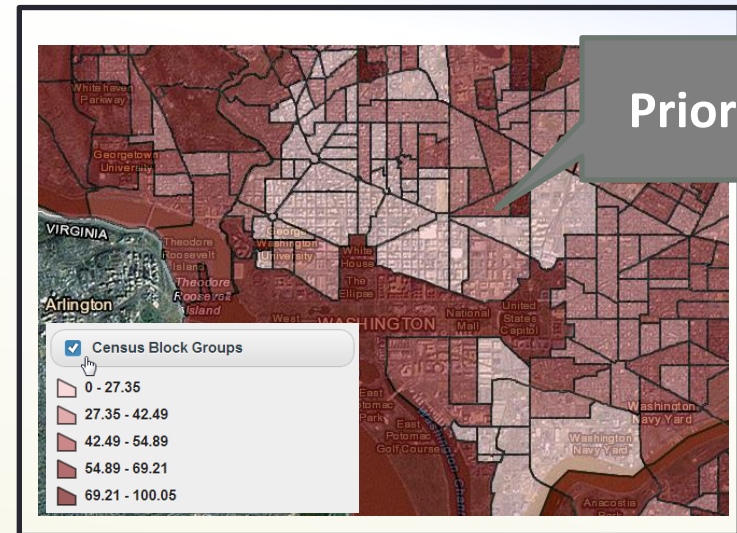 Prior
Whitehaven
Parkway
Georgetown
University
VIRGINIA
Theodore
Roosevelt
Island
Theodore
Roosevelt
Island
Arlington
George
Washington
University
White
House
The
Ellipse
West
WASHINGTON
National
Mall
United
States
Capitol
East
Potomac
Park
East
Potomac
Golf Course
Washington Channel
Washington
Navy Yard
Washington
Navy Yard
Anacostia
Park
Census Block Groups
0 - 27.35
27.35 - 42.49
42.49 - 54.89
54.89 - 69.21
69.21 - 100.05